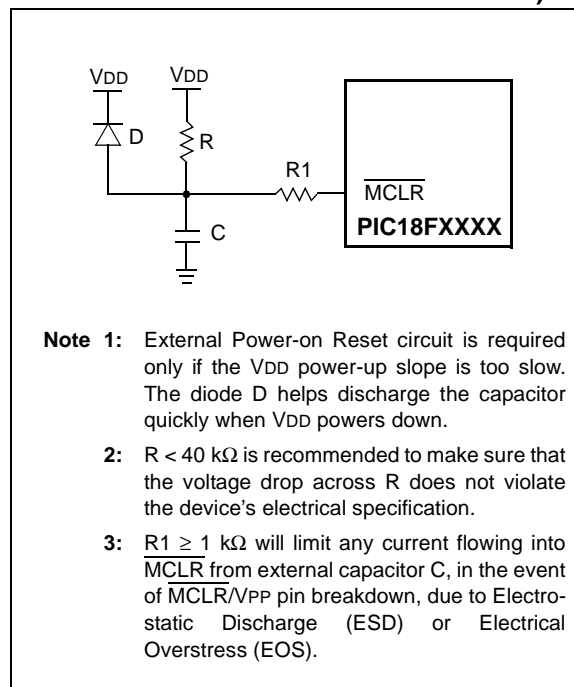 VDD VDD
D
R
R1
MCLR
PIC18FXXXX
C
Note 1: External Power-on Reset circuit is required
only if the VDD power-up slope is too slow.
The diode D helps discharge the capacitor
quickly when VDD powers down.
2: R < 40 kΩ is recommended to make sure that
the voltage drop across R does not violate
the device's electrical specification.
3: R1 ≥ 1 kΩ will limit any current flowing into
MCLR from external capacitor C, in the event
of MCLR/VPP pin breakdown, due to Electro-
static Discharge (ESD) or Electrical
Overstress (EOS).